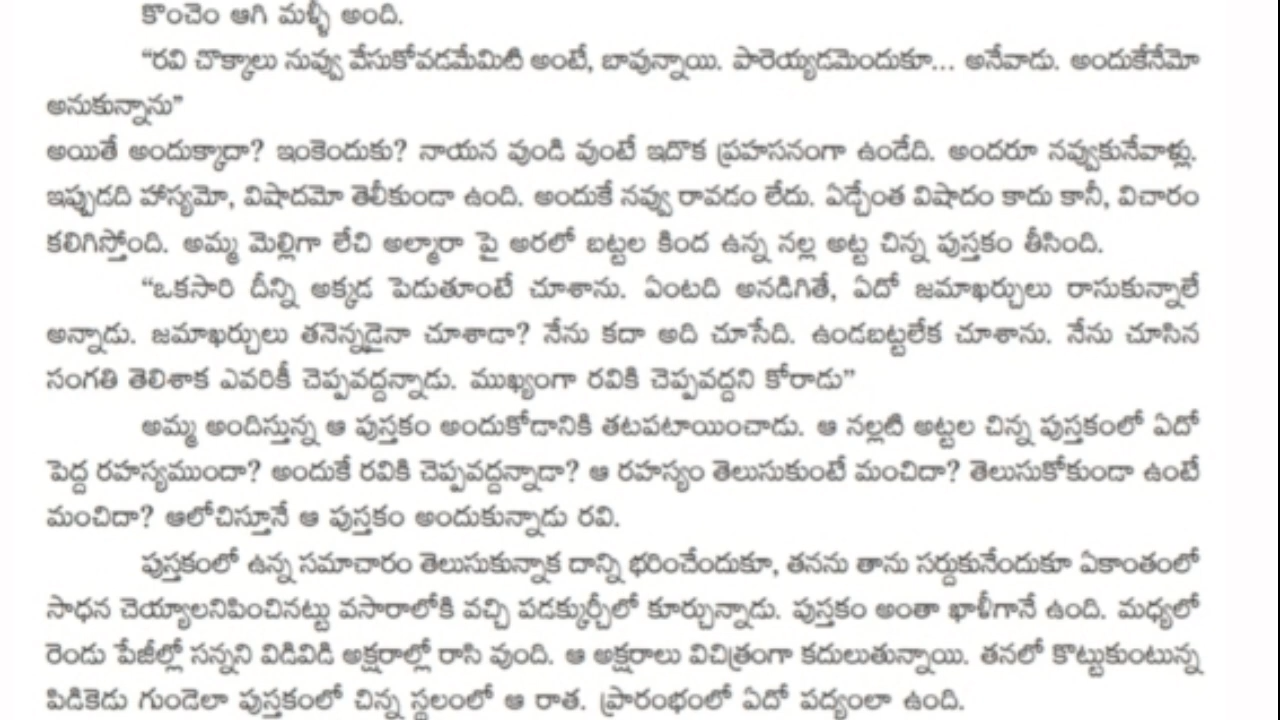 కొంచెం ఆగి మళ్ళీ అంది.
“రవి చొక్కాలు నువ్వు వేసుకోవడమేమిటి అంటే, బావున్నాయి. పారెయ్యడమెందుకూ... అనేవాడు. అందుకేనేమో
అనుకున్నాను”
అయితే అందుక్కాదా? ఇంకెందుకు? నాయన వుండి వుంటే ఇదొక ప్రహసనంగా ఉండేది. అందరూ నవ్వుకునేవాళ్లు.
ఇప్పుడది హాస్యమో, విషాదమో తెలీకుండా ఉంది. అందుకే నవ్వు రావడం లేదు. ఏడ్చేంత విషాదం కాదు కానీ, విచారం
కలిగిస్తోంది. అమ్మ మెల్లిగా లేచి అల్మారా పై అరలో బట్టల కింద ఉన్న నల్ల అట్ట చిన్న పుస్తకం తీసింది.
“ఒకసారి దీన్ని అక్కడ పెడుతూంటే చూశాను. ఏంటది అనడిగితే, ఏదో జమాఖర్చులు రాసుకున్నాలే
అన్నాడు. జమాఖర్చులు తనెన్నడైనా చూశాడా? నేను కదా అది చూసేది. ఉండబట్టలేక చూశాను. నేను చూసిన
సంగతి తెలిశాక ఎవరికీ చెప్పవద్దన్నాడు. ముఖ్యంగా రవికి చెప్పవద్దని కోరాడు”
అమ్మ అందిస్తున్న ఆ పుస్తకం అందుకోడానికి తటపటాయించాడు. ఆ నల్లటి అట్టల చిన్న పుస్తకంలో ఏదో
పెద్ద రహస్యముందా? అందుకే రవికి చెప్పవద్దన్నాడా? ఆ రహస్యం తెలుసుకుంటే మంచిదా? తెలుసుకోకుండా ఉంటే
మంచిదా? ఆలోచిస్తూనే ఆ పుస్తకం అందుకున్నాడు రవి.
పుస్తకంలో ఉన్న సమాచారం తెలుసుకున్నాక దాన్ని భరించేందుకూ, తనను తాను సర్దుకునేందుకూ ఏకాంతంలో
సాధన చెయ్యాలనిపించినట్టు వసారాలోకి వచ్చి పడక్కుర్చీలో కూర్చున్నాడు. పుస్తకం అంతా ఖాళీగానే ఉంది. మధ్యలో
రెండు పేజీల్లో సన్నని విడివిడి అక్షరాల్లో రాసి వుంది. ఆ అక్షరాలు విచిత్రంగా కదులుతున్నాయి. తనలో కొట్టుకుంటున్న
పిడికెడు గుండెలా పుస్తకంలో చిన్న స్థలంలో ఆ రాత. ప్రారంభంలో ఏదో పద్యంలా ఉంది.